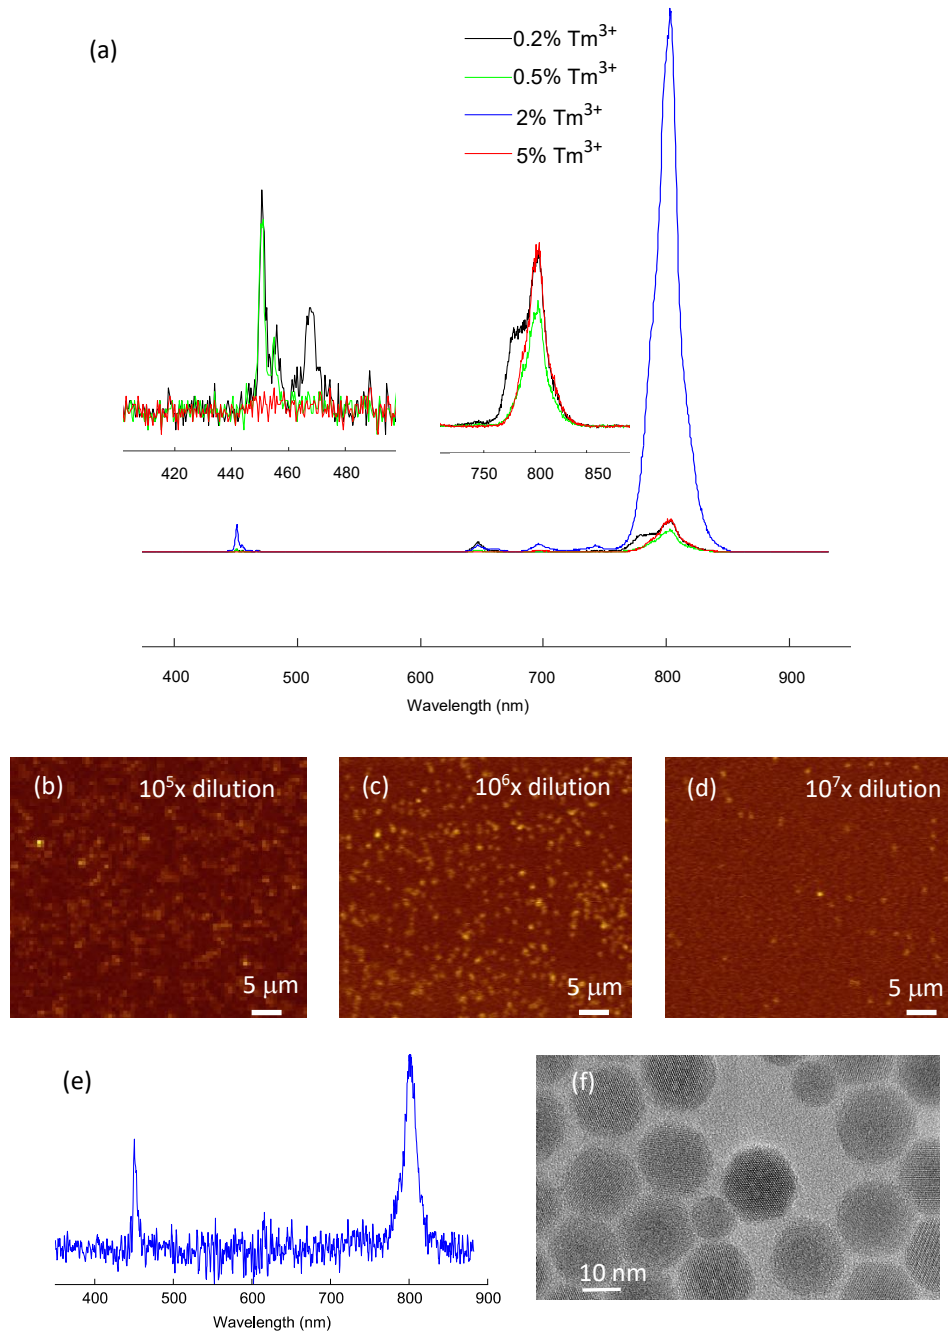 (a)
0.2% Tm³⁺
0.5% Tm³⁺
2% Tm³⁺
5% Tm³⁺
420 440 460 480
750 800 850
400 500 600 700 800 900
Wavelength (nm)
(b) 10⁵x dilution
5 μm
(c) 10⁶x dilution
5 μm
(d) 10⁷x dilution
5 μm
(e)
400 500 600 700 800 900
Wavelength (nm)
(f)
10 nm